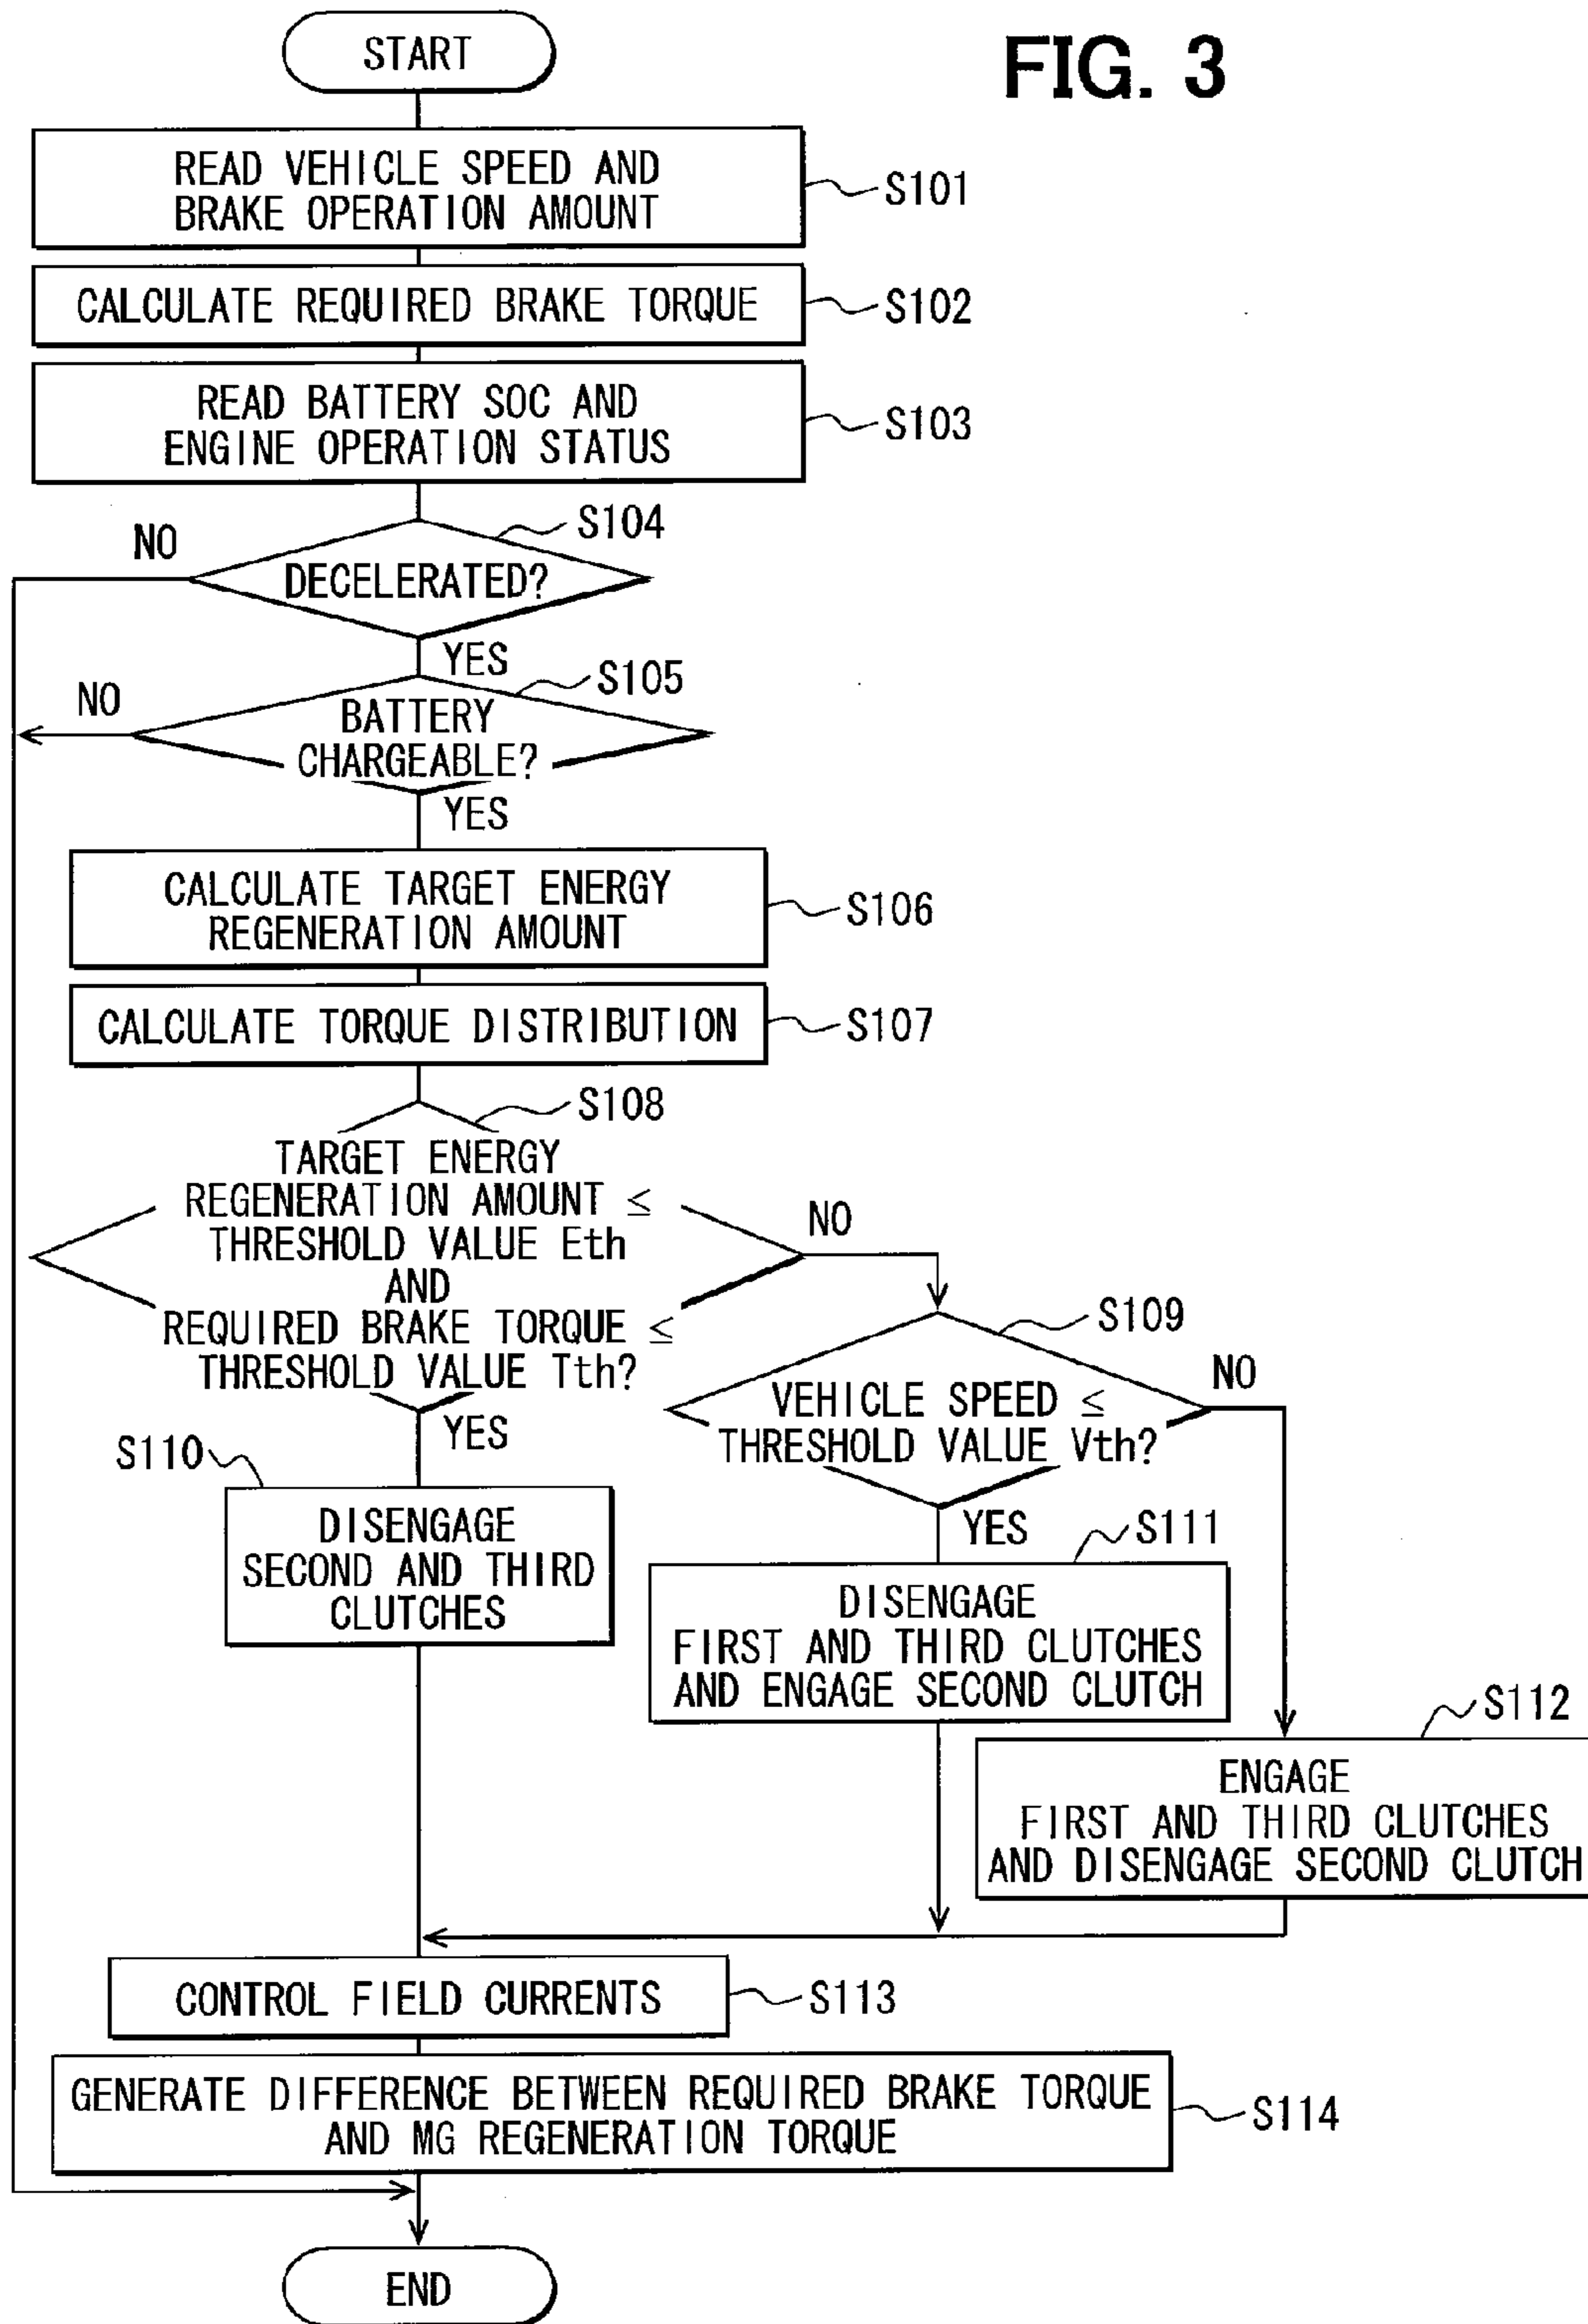 START
FIG. 3
READ VEHICLE SPEED AND
BRAKE OPERATION AMOUNT
S101
CALCULATE REQUIRED BRAKE TORQUE
S102
READ BATTERY SOC AND
ENGINE OPERATION STATUS
S103
S104
NO
DECELERATED?
YES
S105
NO
BATTERY
CHARGEABLE?
YES
CALCULATE TARGET ENERGY
REGENERATION AMOUNT
S106
CALCULATE TORQUE DISTRIBUTION
S107
S108
TARGET ENERGY
REGENERATION AMOUNT ≤
THRESHOLD VALUE Eth
AND
REQUIRED BRAKE TORQUE ≤
THRESHOLD VALUE Tth?
NO
YES
S109
VEHICLE SPEED ≤
THRESHOLD VALUE Vth?
NO
YES
S110
DISENGAGE
SECOND AND THIRD
CLUTCHES
S111
DISENGAGE
FIRST AND THIRD CLUTCHES
AND ENGAGE SECOND CLUTCH
S112
ENGAGE
FIRST AND THIRD CLUTCHES
AND DISENGAGE SECOND CLUTCH
CONTROL FIELD CURRENTS
S113
GENERATE DIFFERENCE BETWEEN REQUIRED BRAKE TORQUE
AND MG REGENERATION TORQUE
S114
END